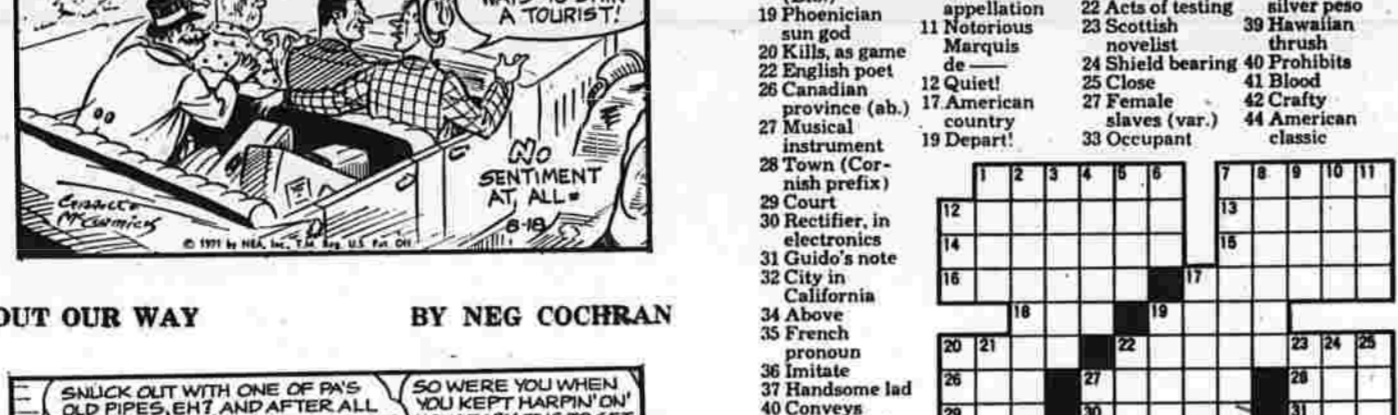 A TOURIST!
NO
SENTIMENT
AT ALL=
8-18
© 1971 by NEA, Inc., T.M. Reg. U.S. Pat. Off.
OUT OUR WAY BY NEG COCHRAN
SNUCK OUT WITH ONE OF PA'S
OLD PIPES, EH? AND AFTER ALL
SO WERE YOU WHEN
YOU KEPT HARPIN' ON'
19 Phoenician
sun god
20 Kills, as game
22 English poet
26 Canadian
province (ab.)
27 Musical
instrument
28 Town (Cor-
nish prefix)
29 Court
30 Rectifier, in
electronics
31 Guido's note
32 City in
California
34 Above
35 French
pronoun
36 Imitate
37 Handsome lad
40 Conveys
appellation
11 Notorious
Marquis
de ——
12 Quiet!
17 American
country
19 Depart!
22 Acts of testing
23 Scottish
novelist
24 Shield bearing
25 Close
27 Female
slaves (var.)
33 Occupant
silver peso
39 Hawaiian
thrush
40 Prohibits
41 Blood
42 Crafty
44 American
classic
1 2 3 4 5 6 7 8 9 10 11
12 13
14 15
16 17
18 19
20 21 22 23 24 25
26 27 28
29 30 31